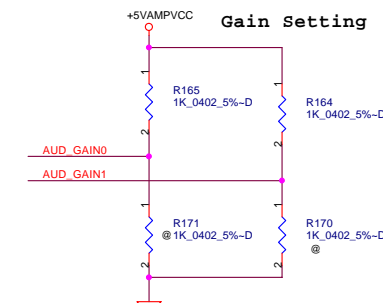 +5VAMPVCC
Gain Setting
1
1
R165
1K_0402_5%~D
R164
1K_0402_5%~D
2
2
AUD_GAIN0
AUD_GAIN1
1
1
R171
@ 1K_0402_5%~D
R170
1K_0402_5%~D
@
2
2